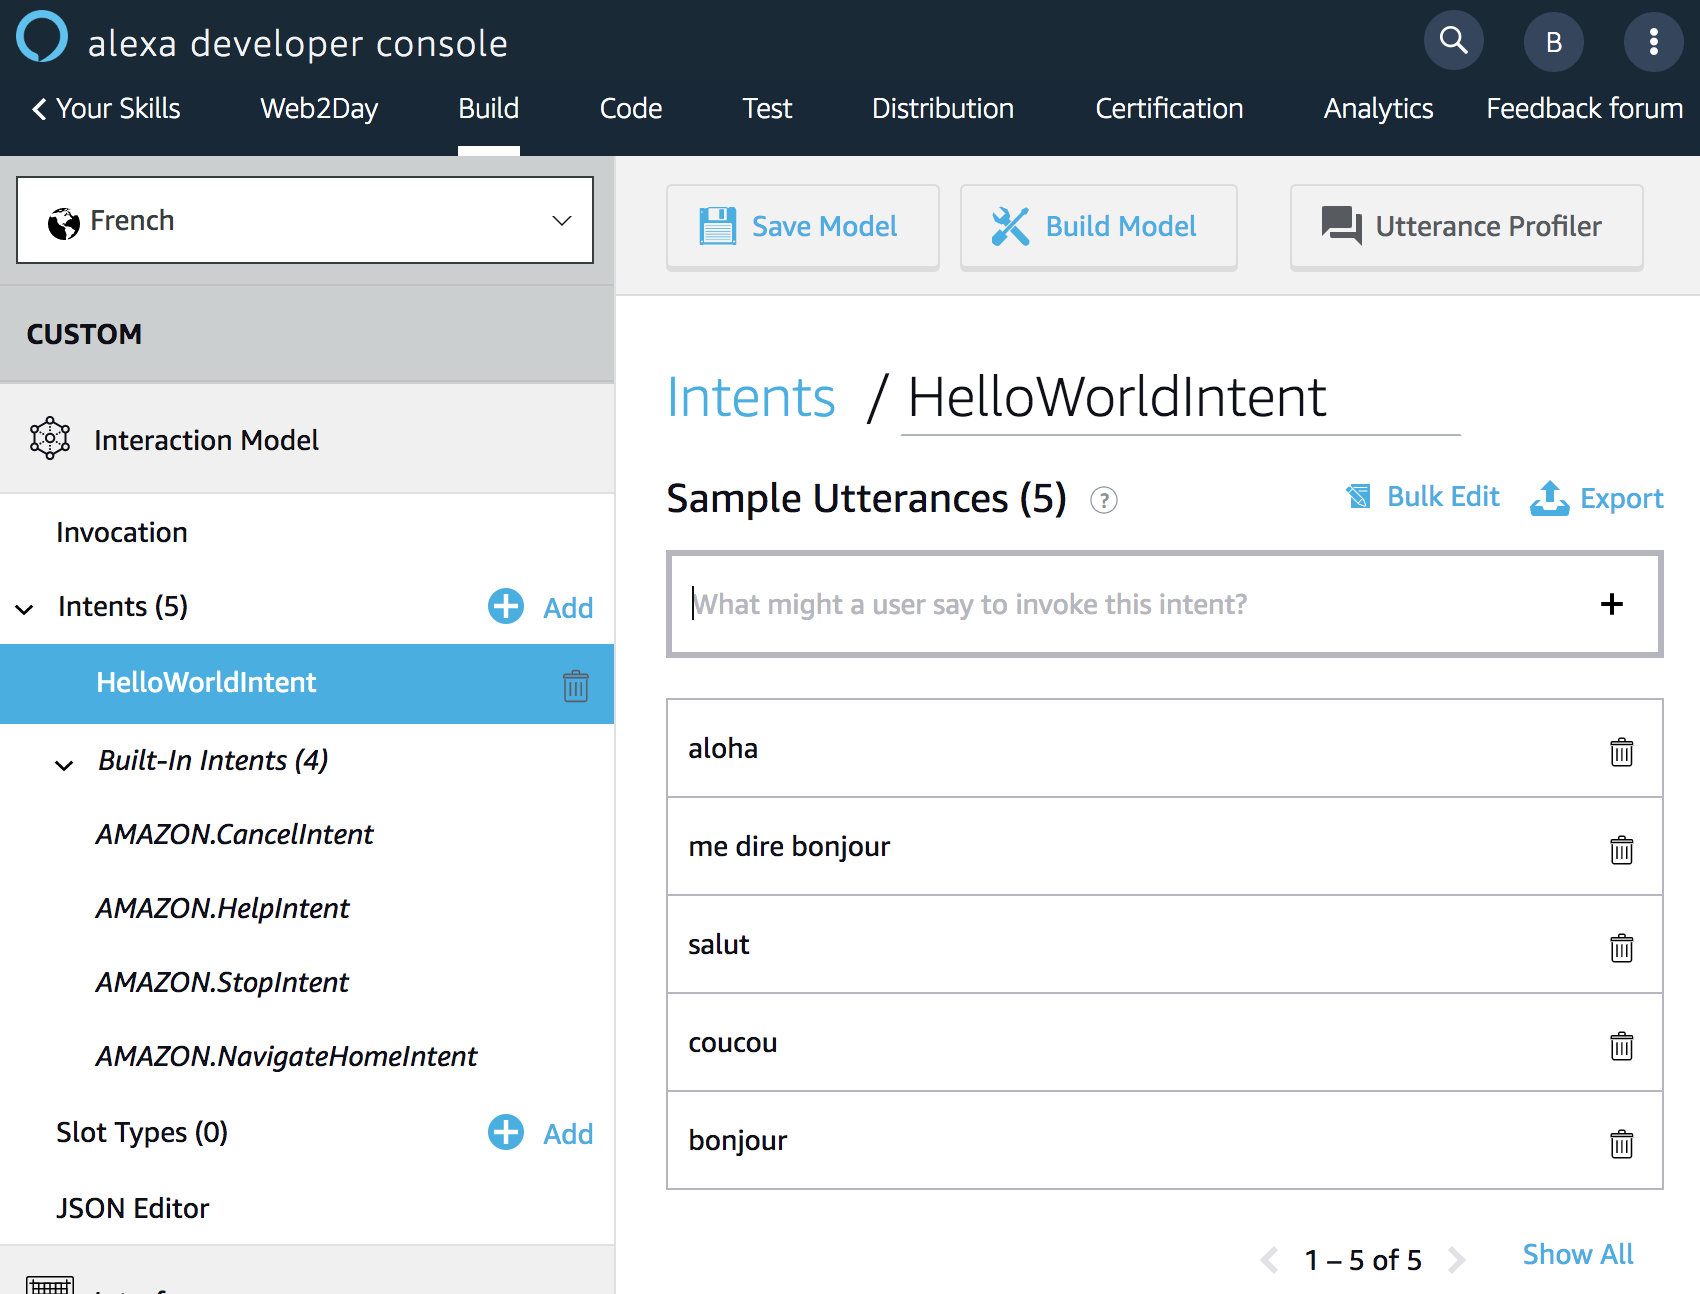 alexa developer console
B
Your Skills
Web2Day
Build
Code
Test
Distribution
Certification
Analytics
Feedback forum
French
Save Model
Build Model
Utterance Profiler
CUSTOM
Interaction Model
Invocation
Intents (5)
Add
HelloWorldIntent
Built-In Intents (4)
AMAZON.CancelIntent
AMAZON.HelpIntent
AMAZON.StopIntent
AMAZON.NavigateHomeIntent
Slot Types (0)
Add
JSON Editor
Intents / HelloWorldIntent
Sample Utterances (5) ?
Bulk Edit
Export
What might a user say to invoke this intent?
+
aloha
me dire bonjour
salut
coucou
bonjour
1 – 5 of 5
Show All